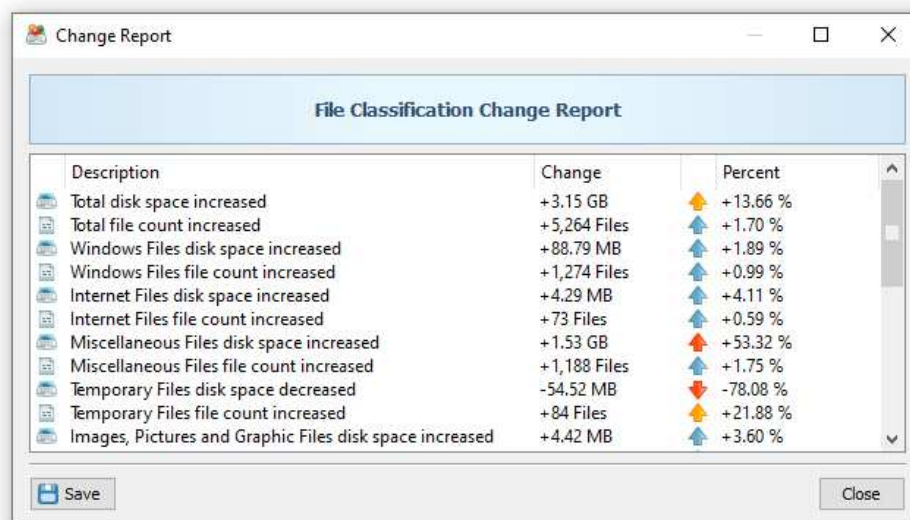 Change Report
File Classification Change Report
Description Change Percent
Total disk space increased +3.15 GB +13.66 %
Total file count increased +5,264 Files +1.70 %
Windows Files disk space increased +88.79 MB +1.89 %
Windows Files file count increased +1,274 Files +0.99 %
Internet Files disk space increased +4.29 MB +4.11 %
Internet Files file count increased +73 Files +0.59 %
Miscellaneous Files disk space increased +1.53 GB +53.32 %
Miscellaneous Files file count increased +1,188 Files +1.75 %
Temporary Files disk space decreased -54.52 MB -78.08 %
Temporary Files file count increased +84 Files +21.88 %
Images, Pictures and Graphic Files disk space increased +4.42 MB +3.60 %
Save Close